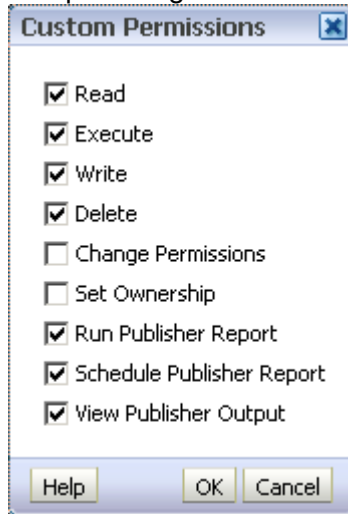 Custom Permissions
Read
Execute
Write
Delete
Change Permissions
Set Ownership
Run Publisher Report
Schedule Publisher Report
View Publisher Output
Help OK Cancel